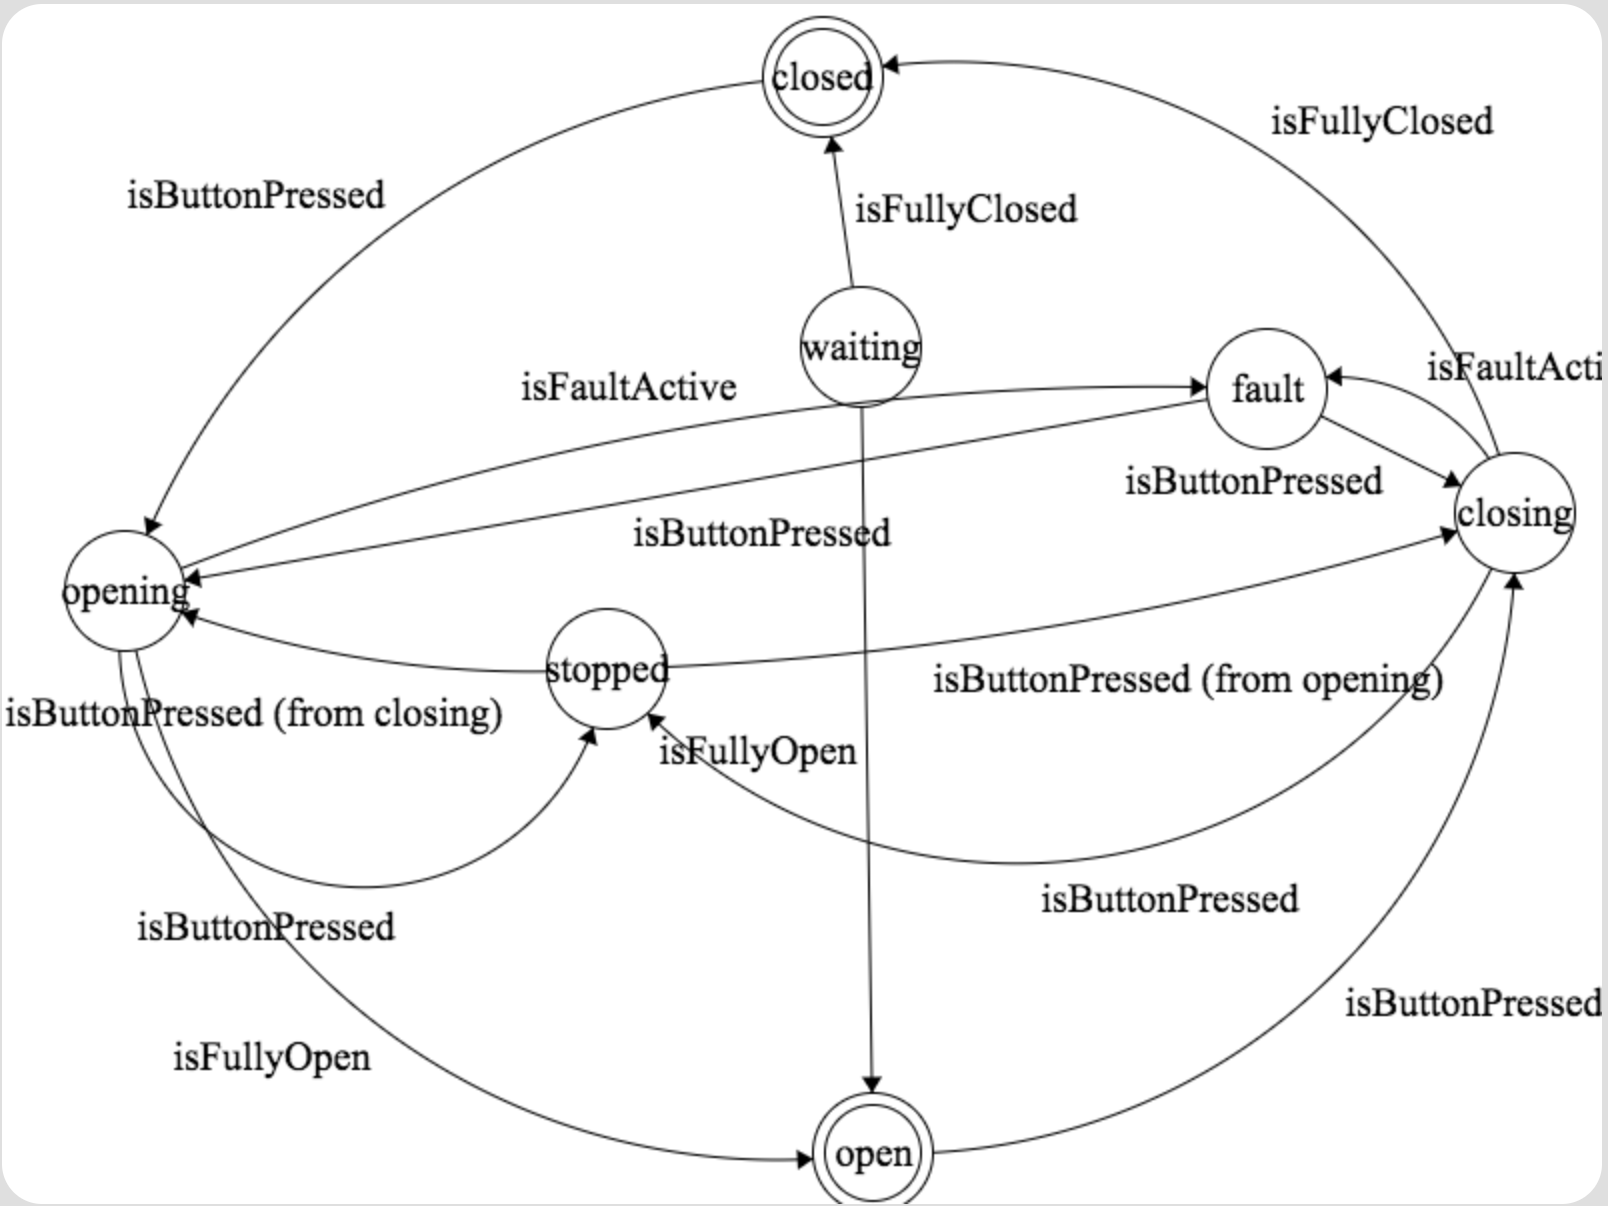 closed
isFullyClosed
isButtonPressed
isFullyClosed
waiting
isFaultActi
isFaultActive
fault
isButtonPressed
closing
isButtonPressed
opening
stopped
isButtonPressed (from opening)
isButtonPressed (from closing)
isFullyOpen
isButtonPressed
isButtonPressed
isButtonPressed
isFullyOpen
open